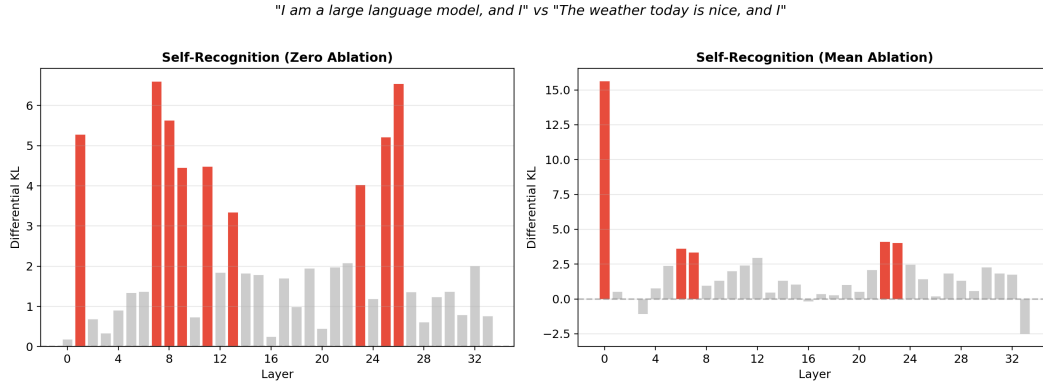 "I am a large language model, and I" vs "The weather today is nice, and I"
Self-Recognition (Zero Ablation)
Differential KL
6
5
4
3
2
1
0
0 4 8 12 16 20 24 28 32
Layer
Self-Recognition (Mean Ablation)
Differential KL
15.0
12.5
10.0
7.5
5.0
2.5
0.0
−2.5
0 4 8 12 16 20 24 28 32
Layer